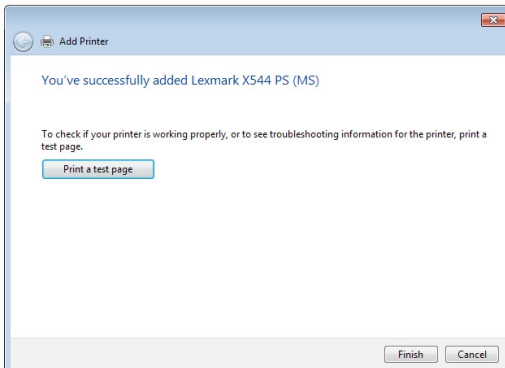 Add Printer
You've successfully added Lexmark X544 PS (MS)
To check if your printer is working properly, or to see troubleshooting information for the printer, print a
test page.
Print a test page
Finish Cancel